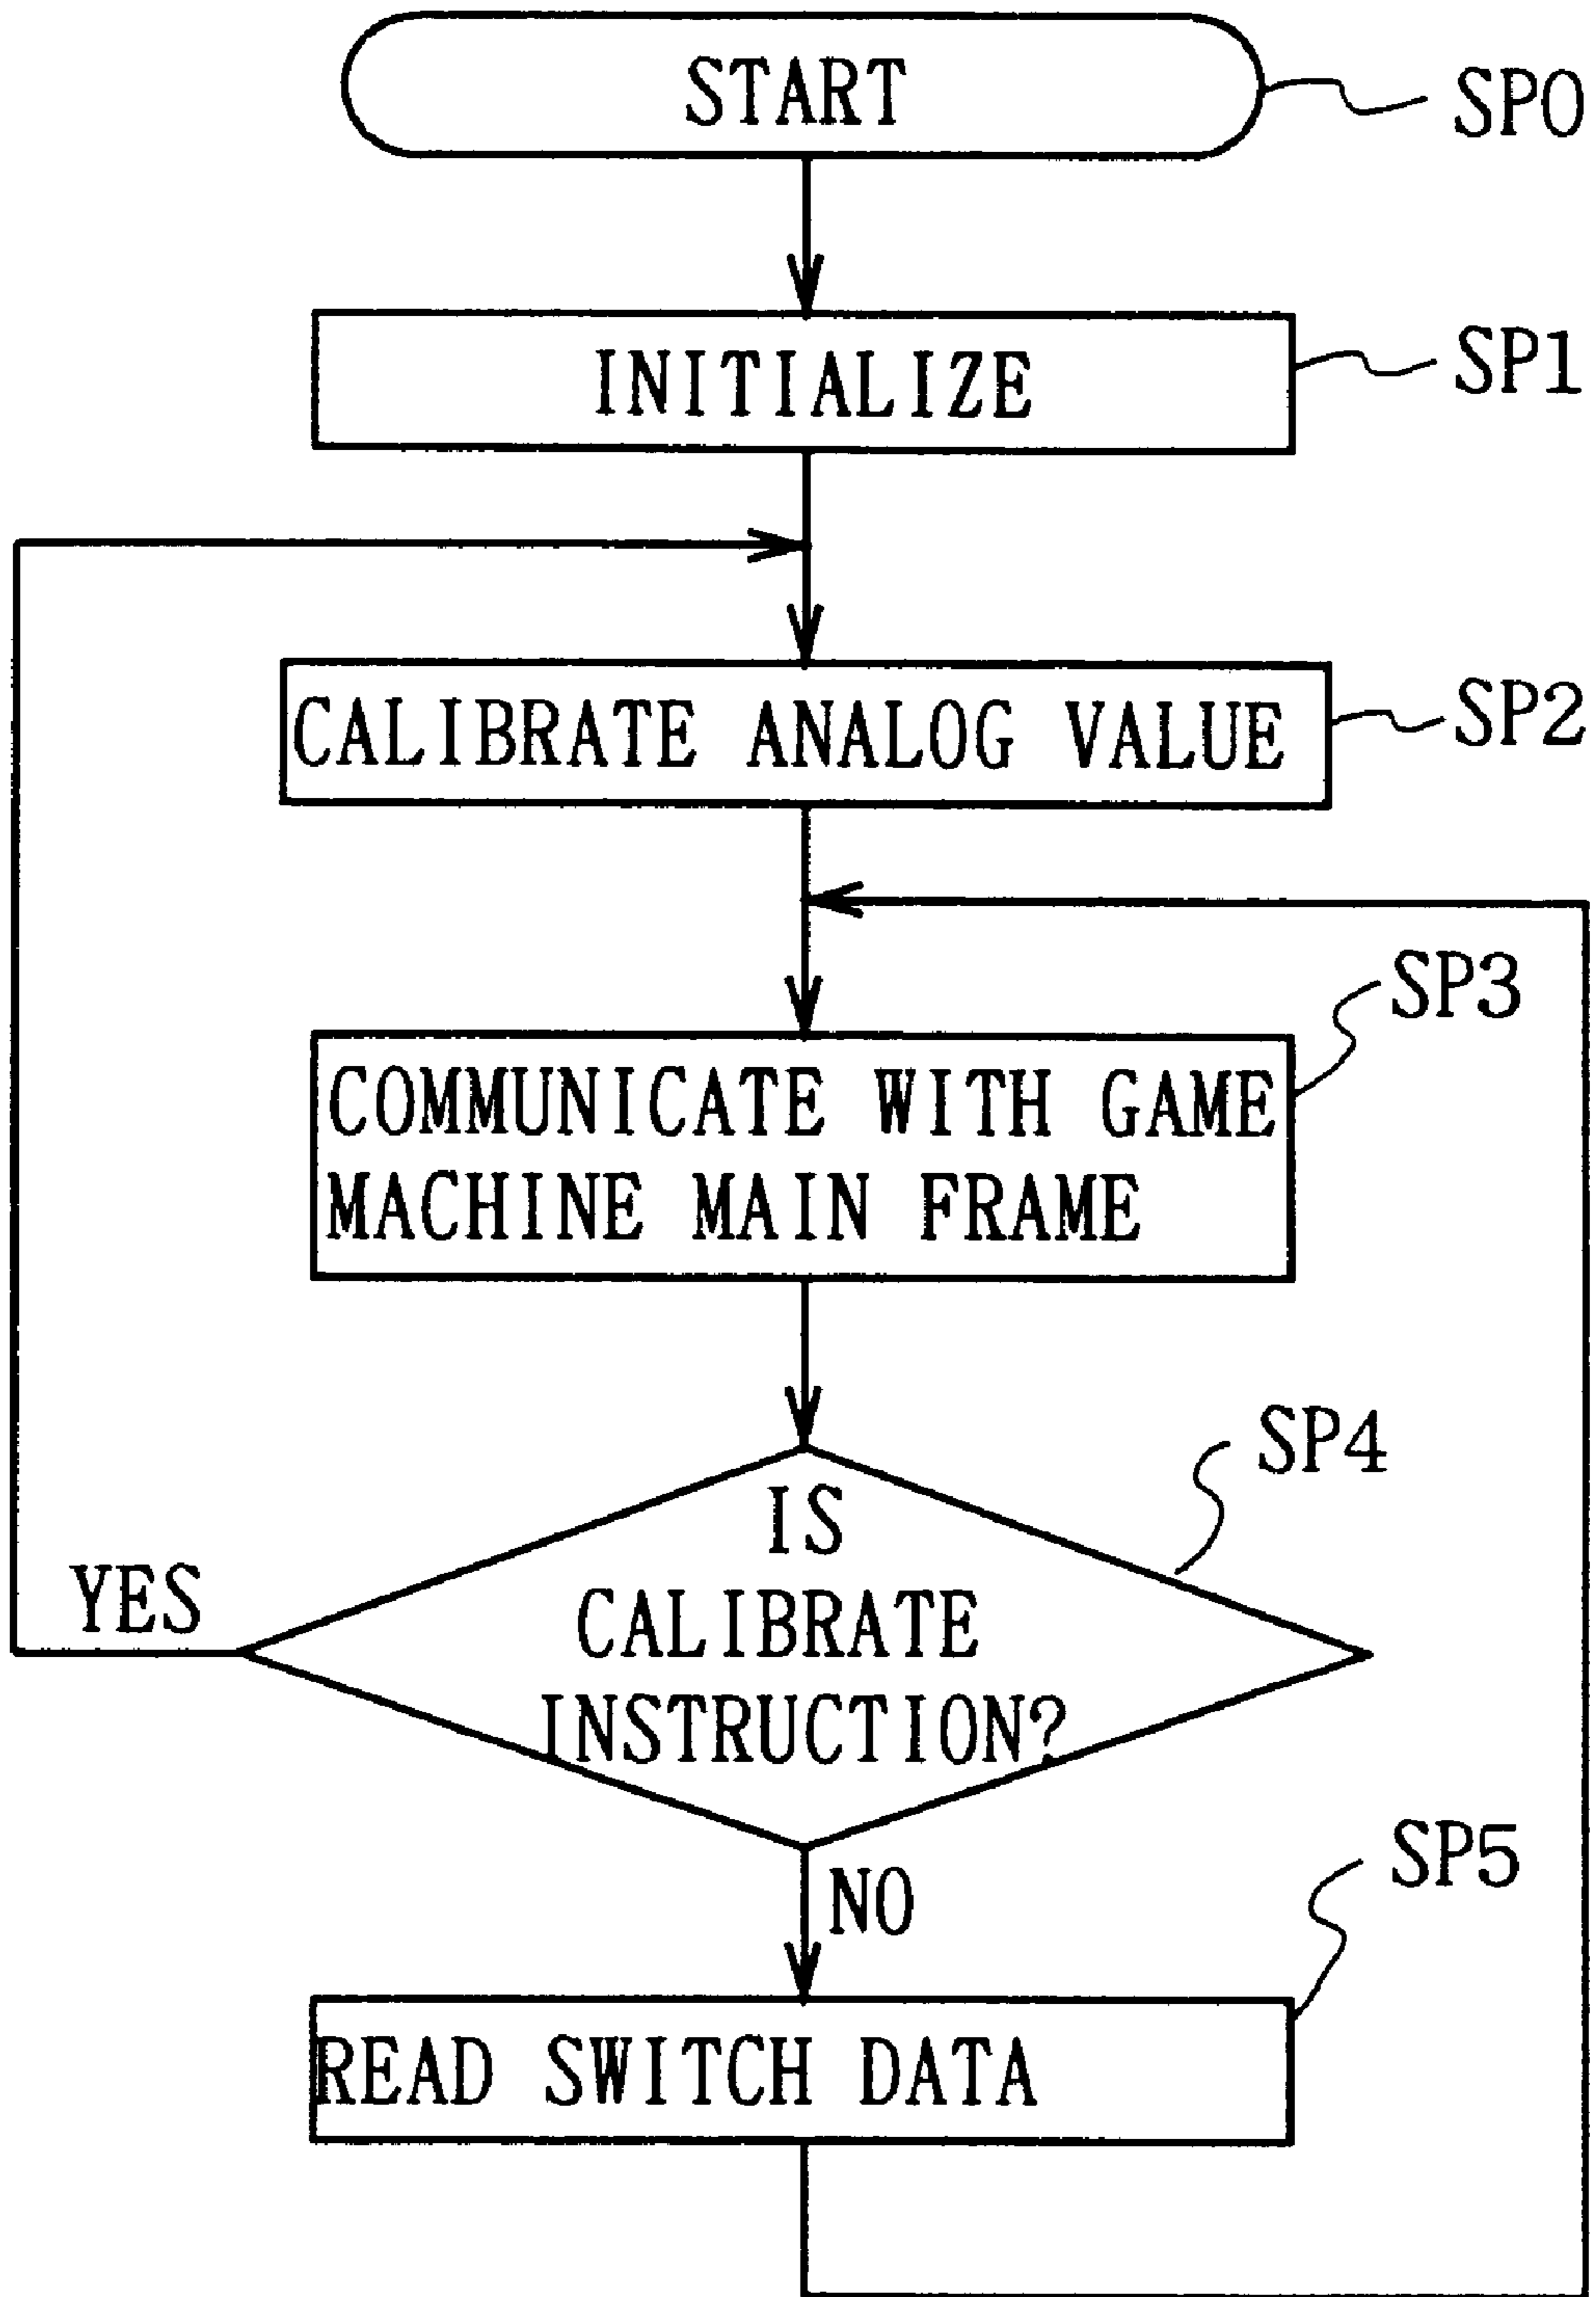 START
SP0
INITIALIZE
SP1
CALIBRATE ANALOG VALUE
SP2
SP3
COMMUNICATE WITH GAME
MACHINE MAIN FRAME
SP4
IS
CALIBRATE
INSTRUCTION?
YES
NO
SP5
READ SWITCH DATA